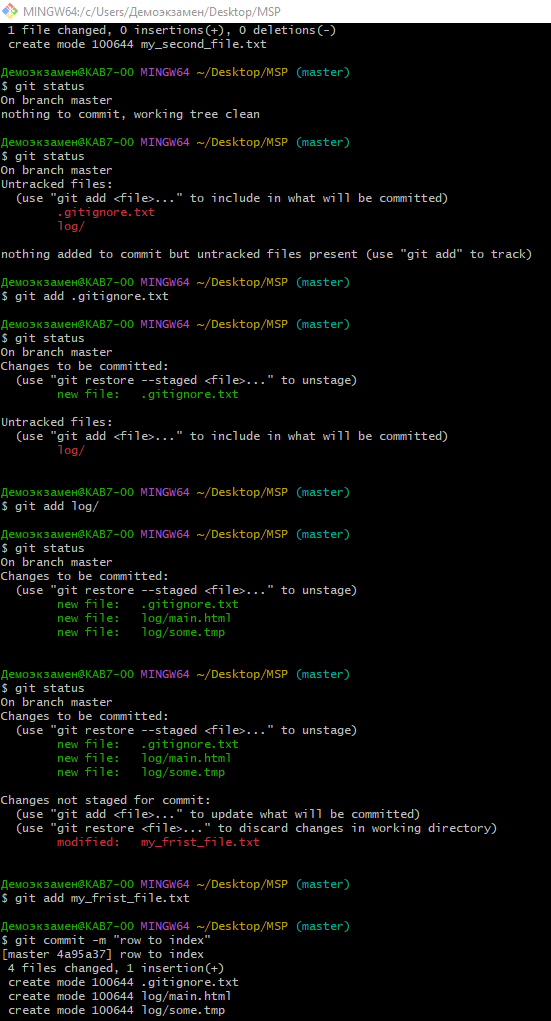 MINGW64:/c/Users/Демоэкзамен/Desktop/MSP
1 file changed, 0 insertions(+), 0 deletions(-)
create mode 100644 my_second_file.txt
Демоэкзамен@КАВ7-00 MINGW64 ~/Desktop/MSP (master)
$ git status
On branch master
nothing to commit, working tree clean
Демоэкзамен@КАВ7-00 MINGW64 ~/Desktop/MSP (master)
$ git status
On branch master
Untracked files:
(use "git add <file>..." to include in what will be committed)
.gitignore.txt
log/
nothing added to commit but untracked files present (use "git add" to track)
Демоэкзамен@КАВ7-00 MINGW64 ~/Desktop/MSP (master)
$ git add .gitignore.txt
Демоэкзамен@КАВ7-00 MINGW64 ~/Desktop/MSP (master)
$ git status
On branch master
Changes to be committed:
(use "git restore --staged <file>..." to unstage)
new file:   .gitignore.txt
Untracked files:
(use "git add <file>..." to include in what will be committed)
log/
Демоэкзамен@КАВ7-00 MINGW64 ~/Desktop/MSP (master)
$ git add log/
Демоэкзамен@КАВ7-00 MINGW64 ~/Desktop/MSP (master)
$ git status
On branch master
Changes to be committed:
(use "git restore --staged <file>..." to unstage)
new file:   .gitignore.txt
new file:   log/main.html
new file:   log/some.tmp
Демоэкзамен@КАВ7-00 MINGW64 ~/Desktop/MSP (master)
$ git status
On branch master
Changes to be committed:
(use "git restore --staged <file>..." to unstage)
new file:   .gitignore.txt
new file:   log/main.html
new file:   log/some.tmp
Changes not staged for commit:
(use "git add <file>..." to update what will be committed)
(use "git restore <file>..." to discard changes in working directory)
modified:   my_frist_file.txt
Демоэкзамен@КАВ7-00 MINGW64 ~/Desktop/MSP (master)
$ git add my_frist_file.txt
Демоэкзамен@КАВ7-00 MINGW64 ~/Desktop/MSP (master)
$ git commit -m "row to index"
[master 4a95a37] row to index
4 files changed, 1 insertion(+)
create mode 100644 .gitignore.txt
create mode 100644 log/main.html
create mode 100644 log/some.tmp